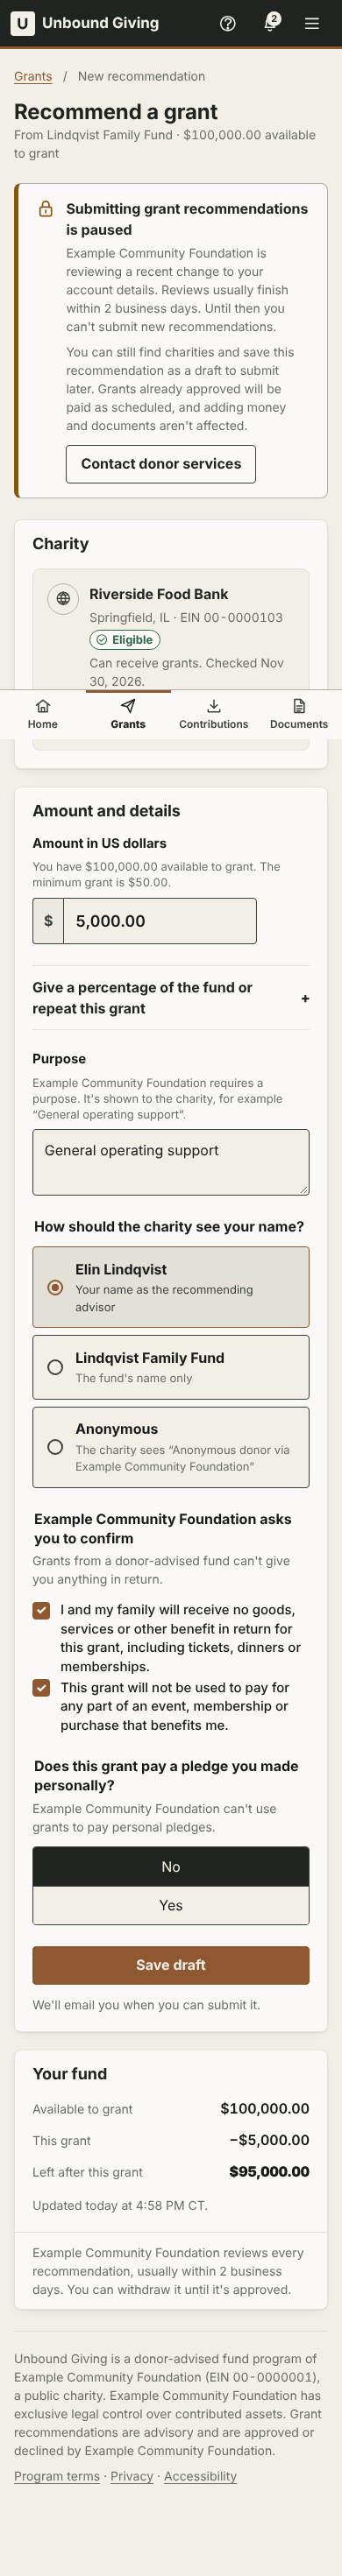 U Unbound Giving 2
Grants / New recommendation
Recommend a grant
From Lindqvist Family Fund · $100,000.00 available
to grant
Submitting grant recommendations
is paused
Example Community Foundation is
reviewing a recent change to your
account details. Reviews usually finish
within 2 business days. Until then you
can't submit new recommendations.
You can still find charities and save this
recommendation as a draft to submit
later. Grants already approved will be
paid as scheduled, and adding money
and documents aren't affected.
Contact donor services
Charity
Riverside Food Bank
Springfield, IL · EIN 00-0000103
Eligible
Can receive grants. Checked Nov
30, 2026.
Home Grants Contributions Documents
Amount and details
Amount in US dollars
You have $100,000.00 available to grant. The
minimum grant is $50.00.
$ 5,000.00
Give a percentage of the fund or
repeat this grant +
Purpose
Example Community Foundation requires a
purpose. It's shown to the charity, for example
“General operating support”.
General operating support
How should the charity see your name?
Elin Lindqvist
Your name as the recommending
advisor
Lindqvist Family Fund
The fund's name only
Anonymous
The charity sees “Anonymous donor via
Example Community Foundation”
Example Community Foundation asks
you to confirm
Grants from a donor-advised fund can't give
you anything in return.
I and my family will receive no goods,
services or other benefit in return for
this grant, including tickets, dinners or
memberships.
This grant will not be used to pay for
any part of an event, membership or
purchase that benefits me.
Does this grant pay a pledge you made
personally?
Example Community Foundation can't use
grants to pay personal pledges.
No
Yes
Save draft
We'll email you when you can submit it.
Your fund
Available to grant $100,000.00
This grant −$5,000.00
Left after this grant $95,000.00
Updated today at 4:58 PM CT.
Example Community Foundation reviews every
recommendation, usually within 2 business
days. You can withdraw it until it's approved.
Unbound Giving is a donor-advised fund program of
Example Community Foundation (EIN 00-0000001),
a public charity. Example Community Foundation has
exclusive legal control over contributed assets. Grant
recommendations are advisory and are approved or
declined by Example Community Foundation.
Program terms · Privacy · Accessibility